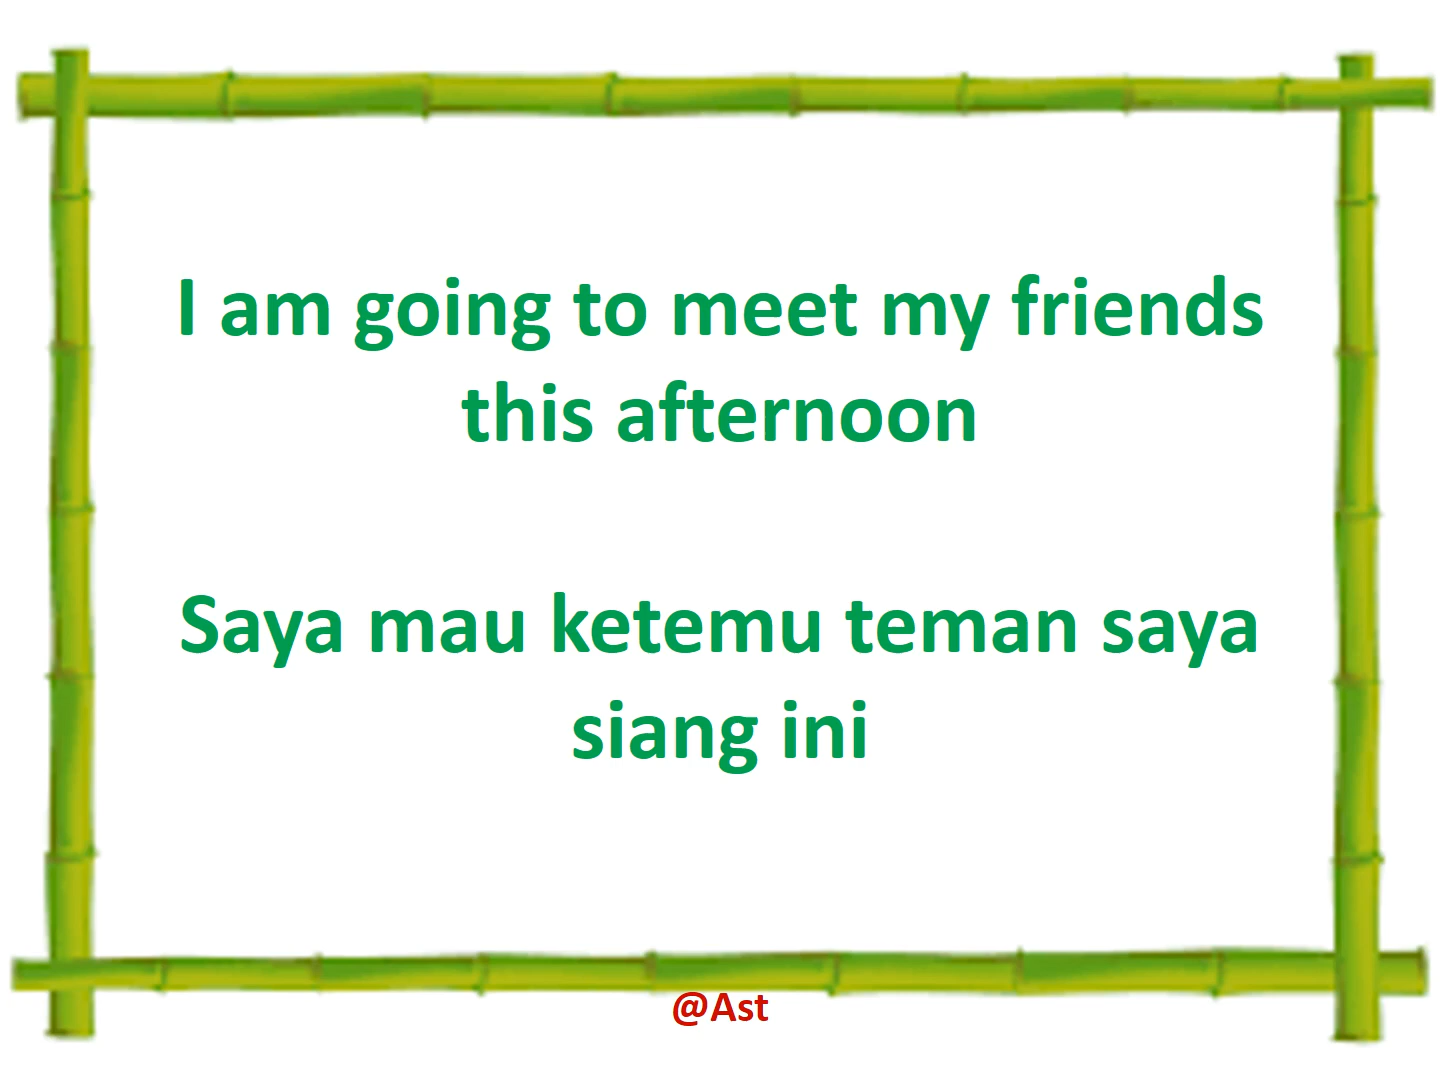 I am going to meet my friends
this afternoon
Saya mau ketemu teman saya
siang ini
@Ast